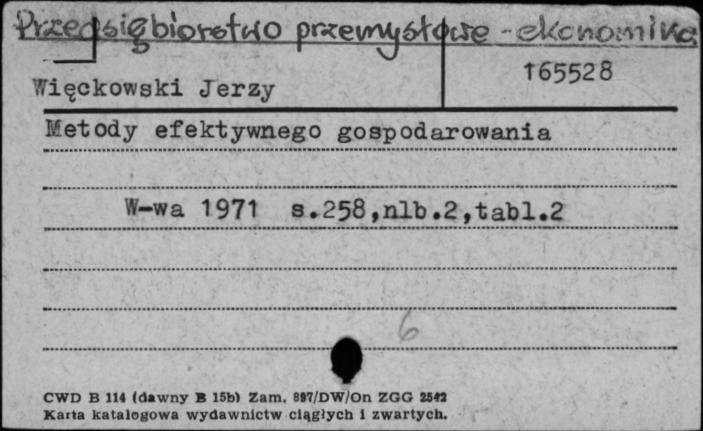 Przedsiębiorstwo przemysłowe - ekonomika
165528
Więckowski Jerzy
Metody efektywnego gospodarowania
W-wa 1971 s.258,nlb.2,tabl.2
6
CWD B 114 (dawny B 15b) Zam. 897/DW/On ZGG 2542
Karta katalogowa wydawnictw ciągłych i zwartych.